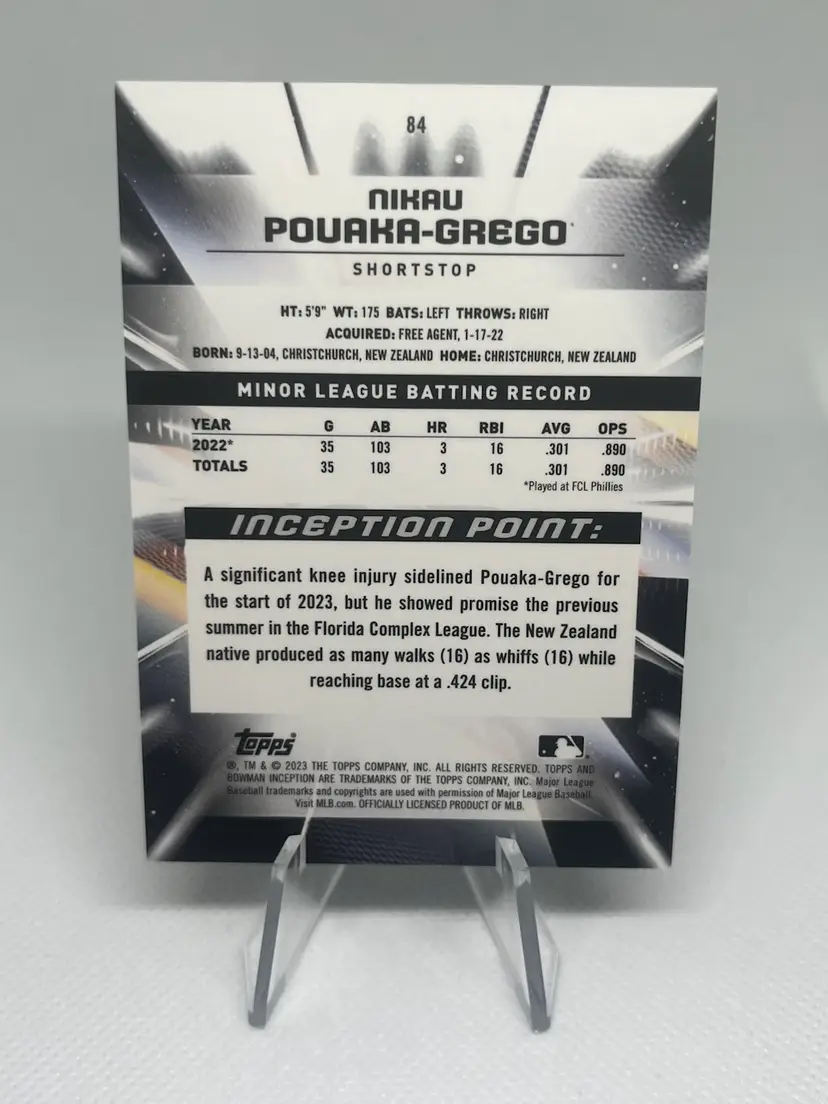 84
NIKAU
POUAKA-GREGO
SHORTSTOP
HT: 5'9" WT: 175 BATS: LEFT THROWS: RIGHT
ACQUIRED: FREE AGENT, 1-17-22
BORN: 9-13-04, CHRISTCHURCH, NEW ZEALAND HOME: CHRISTCHURCH, NEW ZEALAND
MINOR LEAGUE BATTING RECORD
YEAR G AB HR RBI AVG OPS
2022* 35 103 3 16 .301 .890
TOTALS 35 103 3 16 .301 .890
*Played at FCL Phillies
INCEPTION POINT:
A significant knee injury sidelined Pouaka-Grego for
the start of 2023, but he showed promise the previous
summer in the Florida Complex League. The New Zealand
native produced as many walks (16) as whiffs (16) while
reaching base at a .424 clip.
Topps
®, TM & © 2023 THE TOPPS COMPANY, INC. ALL RIGHTS RESERVED. TOPPS AND
BOWMAN INCEPTION ARE TRADEMARKS OF THE TOPPS COMPANY, INC. Major League
Baseball trademarks and copyrights are used with permission of Major League Baseball.
Visit MLB.com. OFFICIALLY LICENSED PRODUCT OF MLB.